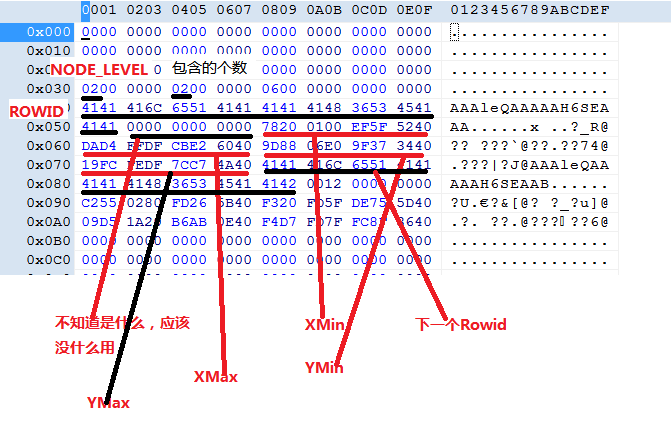 0001 0203 0405 0607 0809 0A0B 0C0D 0E0F 0123456789ABCDEF
0x000 0000 0000 0000 0000 0000 0000 0000 0000 ................
0x010 0000 0000 0000 0000 0000 0000 0000 0000 ................
NODE_LEVEL 包含的个数
0x030 0200 0000 0200 0000 0000 0600 0000 0000 ................
ROWID 4141 416C 6551 4141 4141 4148 3653 4541 AAAleQAAAAAH6SEA
0x050 4141 0000 0000 0000 7820 0100 EF5F 5240 AA......x ..?_R@
0x060 DAD4 FFDF CBE2 6040 9D88 06E0 9F37 3440 ?? ???`@??..??74@
0x070 19FC FEDF 7CC7 4A40 4141 416C 6551 4141 .???|?J@AAAleQAA
0x080 4141 4148 3653 4541 4142 0012 0000 0000 AAAH6SEAAB......
0x090 C255 0280 FD26 5B40 F320 FD5F DE75 5D40
0x0A0 09D5 1A20 B6AB DE40 F4D7 FD7F FC8F 3640
0x0B0 0000 0000 0000 0000 0000 0000 0000 0000 ................
0x0C0 0000 0000 0000 0000 0000 0000 0000 0000 ................
不知道是什么，应该
没什么用
XMin
下一个Rowid
YMin
XMax
YMax